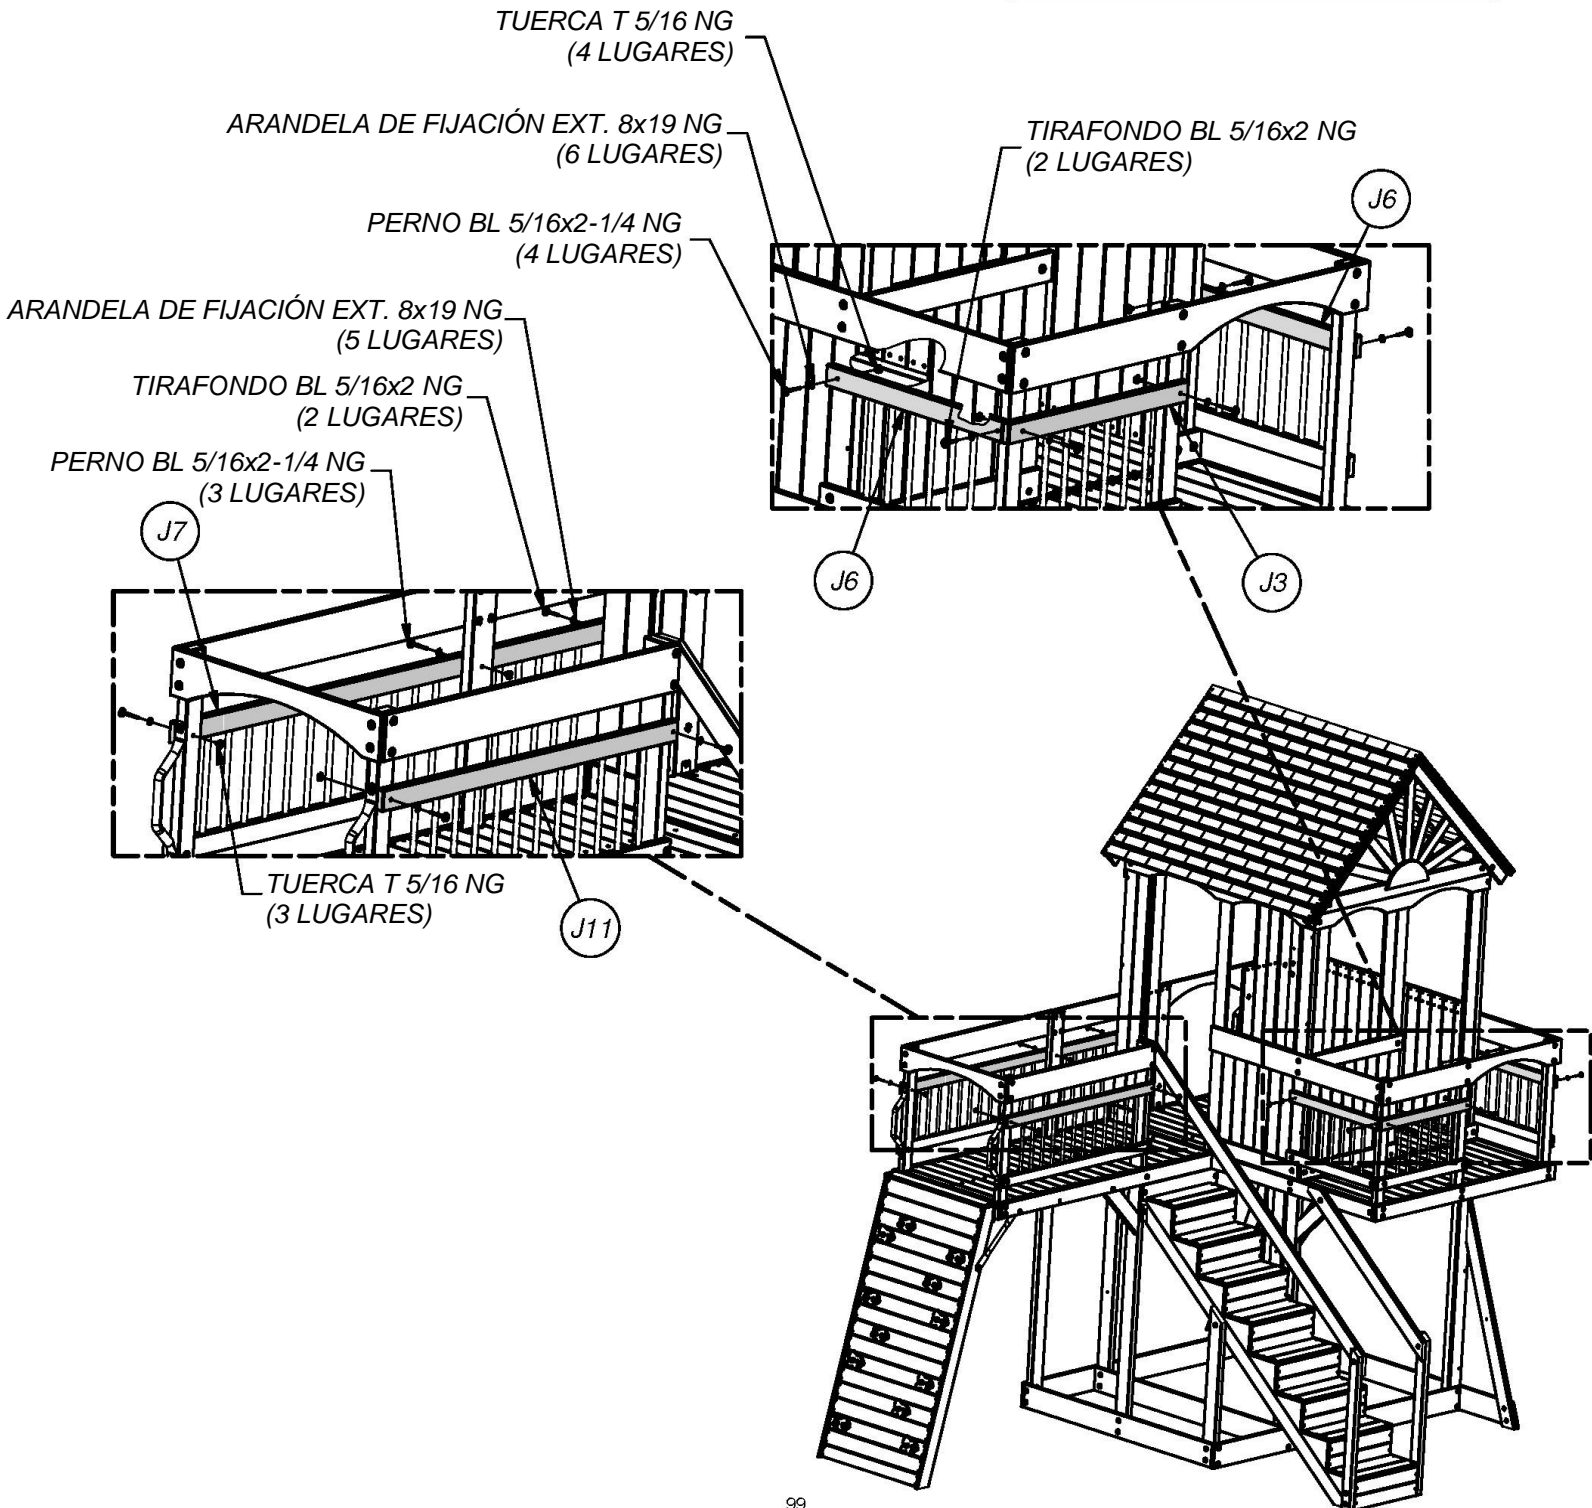 TUERCA T 5/16 NG
(4 LUGARES)
ARANDELA DE FIJACIÓN EXT. 8x19 NG
(6 LUGARES)
TIRAFONDO BL 5/16x2 NG
(2 LUGARES)
J6
PERNO BL 5/16x2-1/4 NG
(4 LUGARES)
ARANDELA DE FIJACIÓN EXT. 8x19 NG
(5 LUGARES)
TIRAFONDO BL 5/16x2 NG
(2 LUGARES)
PERNO BL 5/16x2-1/4 NG
(3 LUGARES)
J7
J6
J3
TUERCA T 5/16 NG
(3 LUGARES)
J11
99